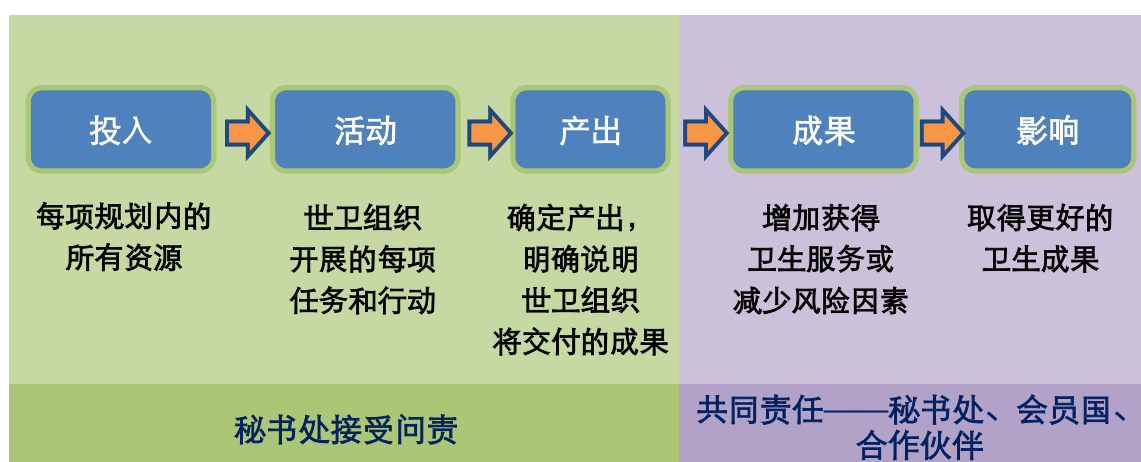 投入
活动
产出
成果
影响
每项规划内的
所有资源
世卫组织
开展的每项
任务和行动
确定产出，
明确说明
世卫组织
将交付的成果
增加获得
卫生服务或
减少风险因素
取得更好的
卫生成果
秘书处接受问责
共同责任——秘书处、会员国、
合作伙伴